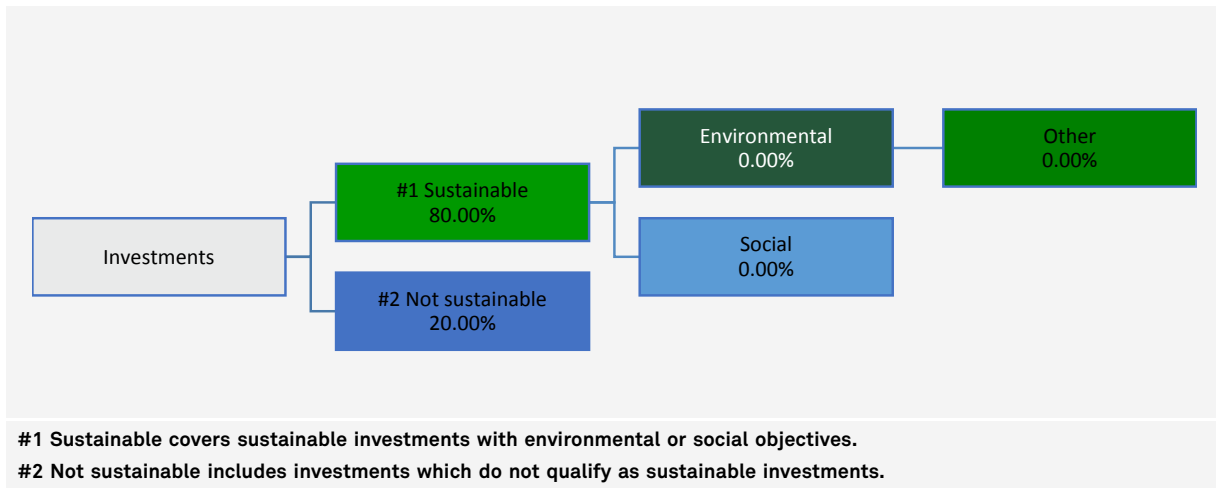 Investments
#1 Sustainable
80.00%
#2 Not sustainable
20.00%
Environmental
0.00%
Social
0.00%
Other
0.00%
#1 Sustainable covers sustainable investments with environmental or social objectives.
#2 Not sustainable includes investments which do not qualify as sustainable investments.